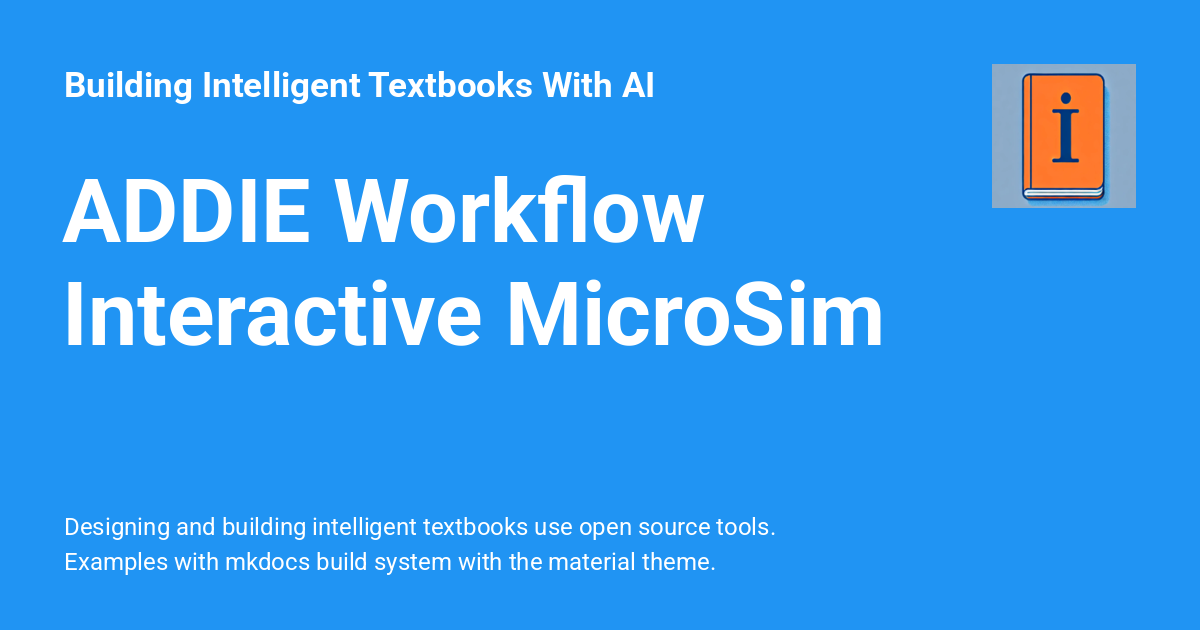 Building Intelligent Textbooks With AI
i
ADDIE Workflow
Interactive MicroSim
Designing and building intelligent textbooks use open source tools.
Examples with mkdocs build system with the material theme.